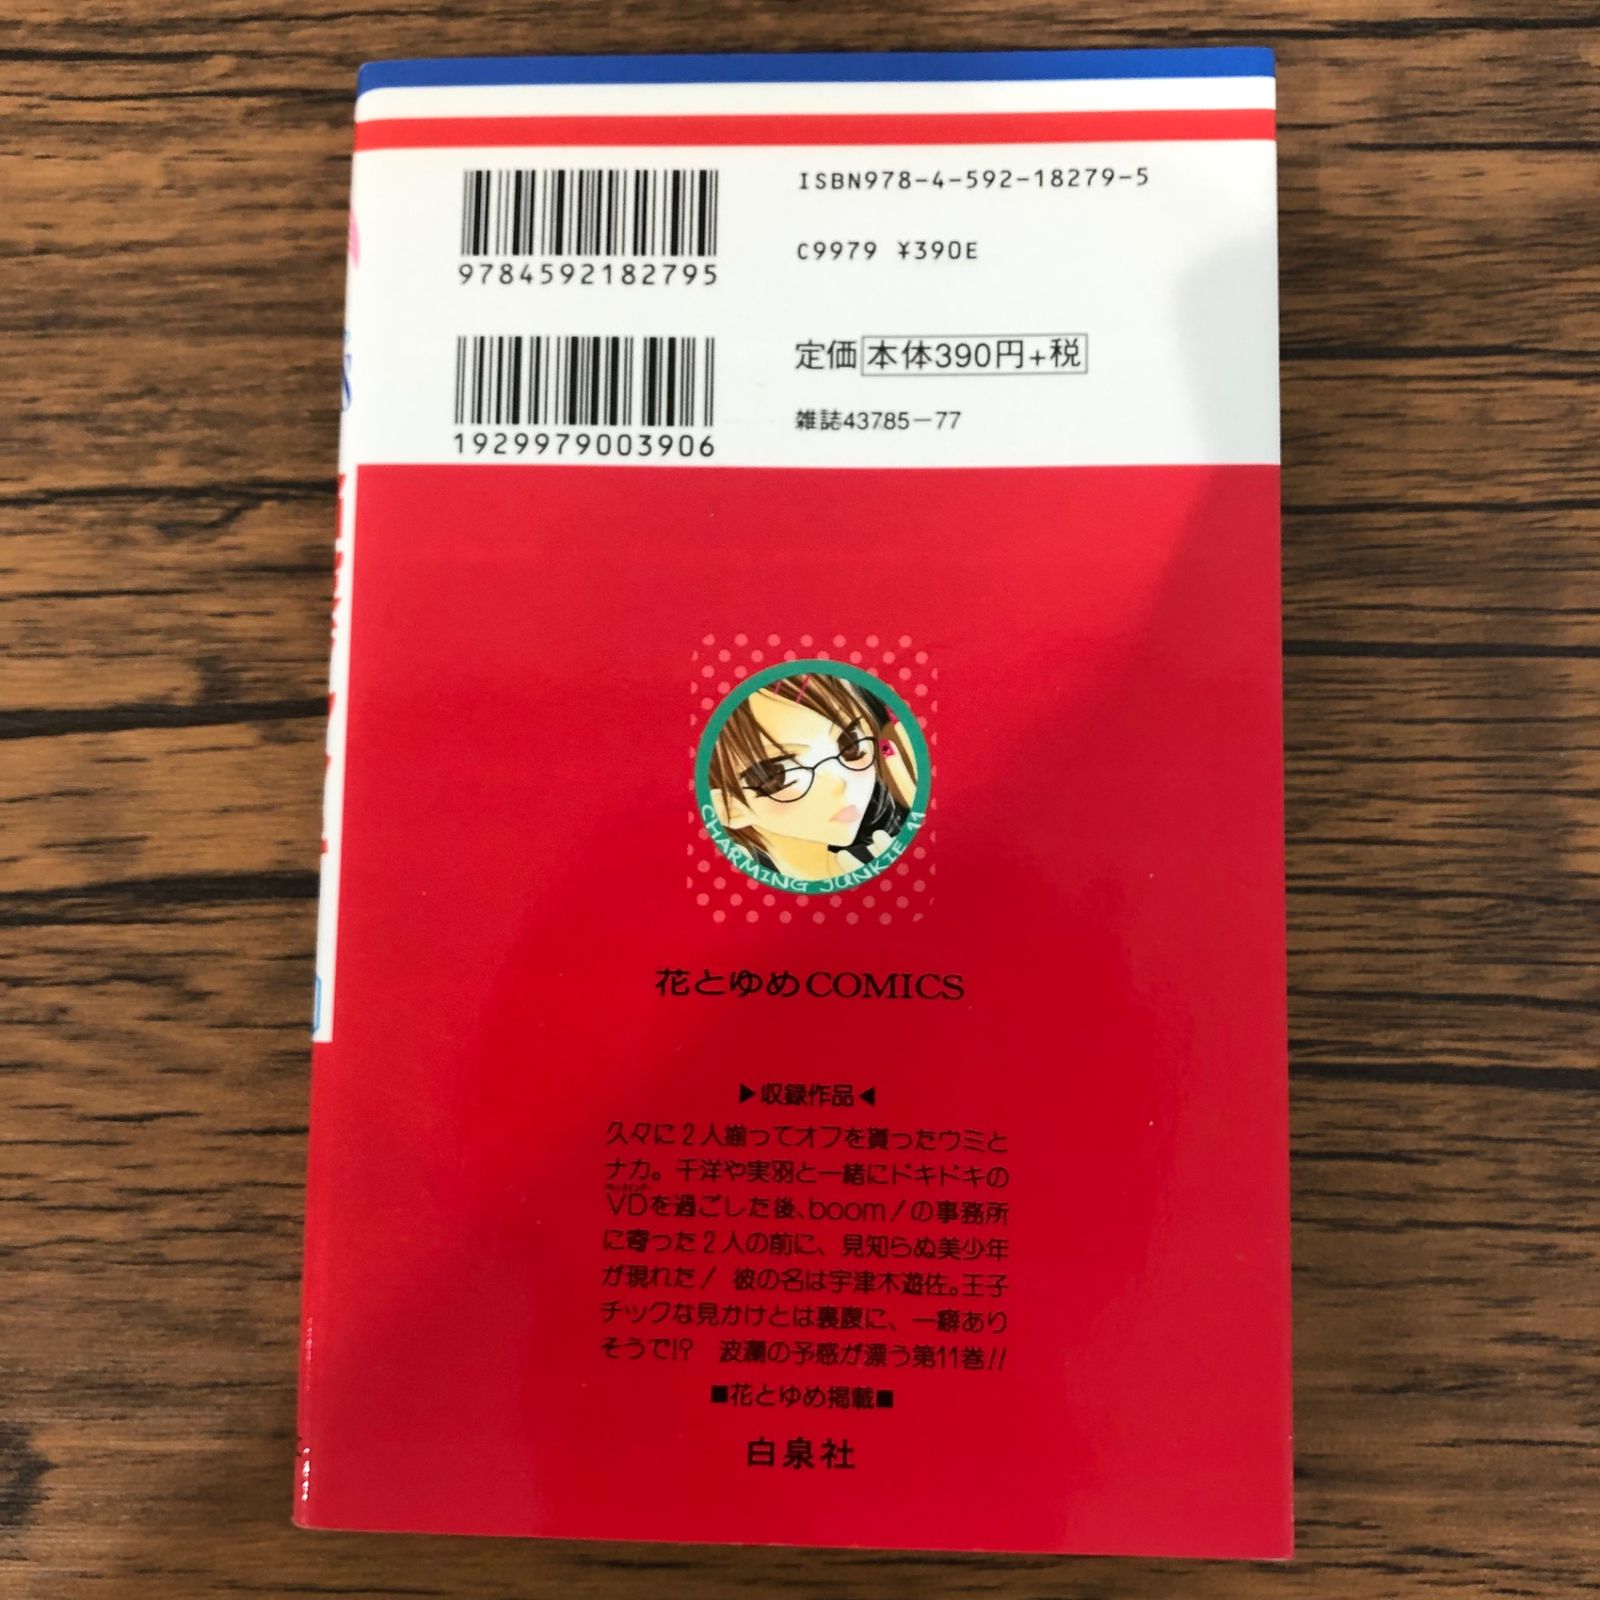 ISBN978-4-592-18279-5
9784592182795
C9979 ¥390E
定価 本体390円+税
雑誌43785-77
1929979003906
CHARMING JUNKIE 11
花とゆめCOMICS
▶収録作品◀
久々に2人揃ってオフを貰ったウミと
ナカ。千洋や実羽と一緒にドキドキの
VDを過ごした後、boom!の事務所
に寄った2人の前に、見知らぬ美少年
が現れた! 彼の名は宇津木遊佐。王子
チックな見かけとは裏腹に、一癖あり
そうで!? 波瀾の予感が漂う第11巻!!
■花とゆめ掲載■
白泉社